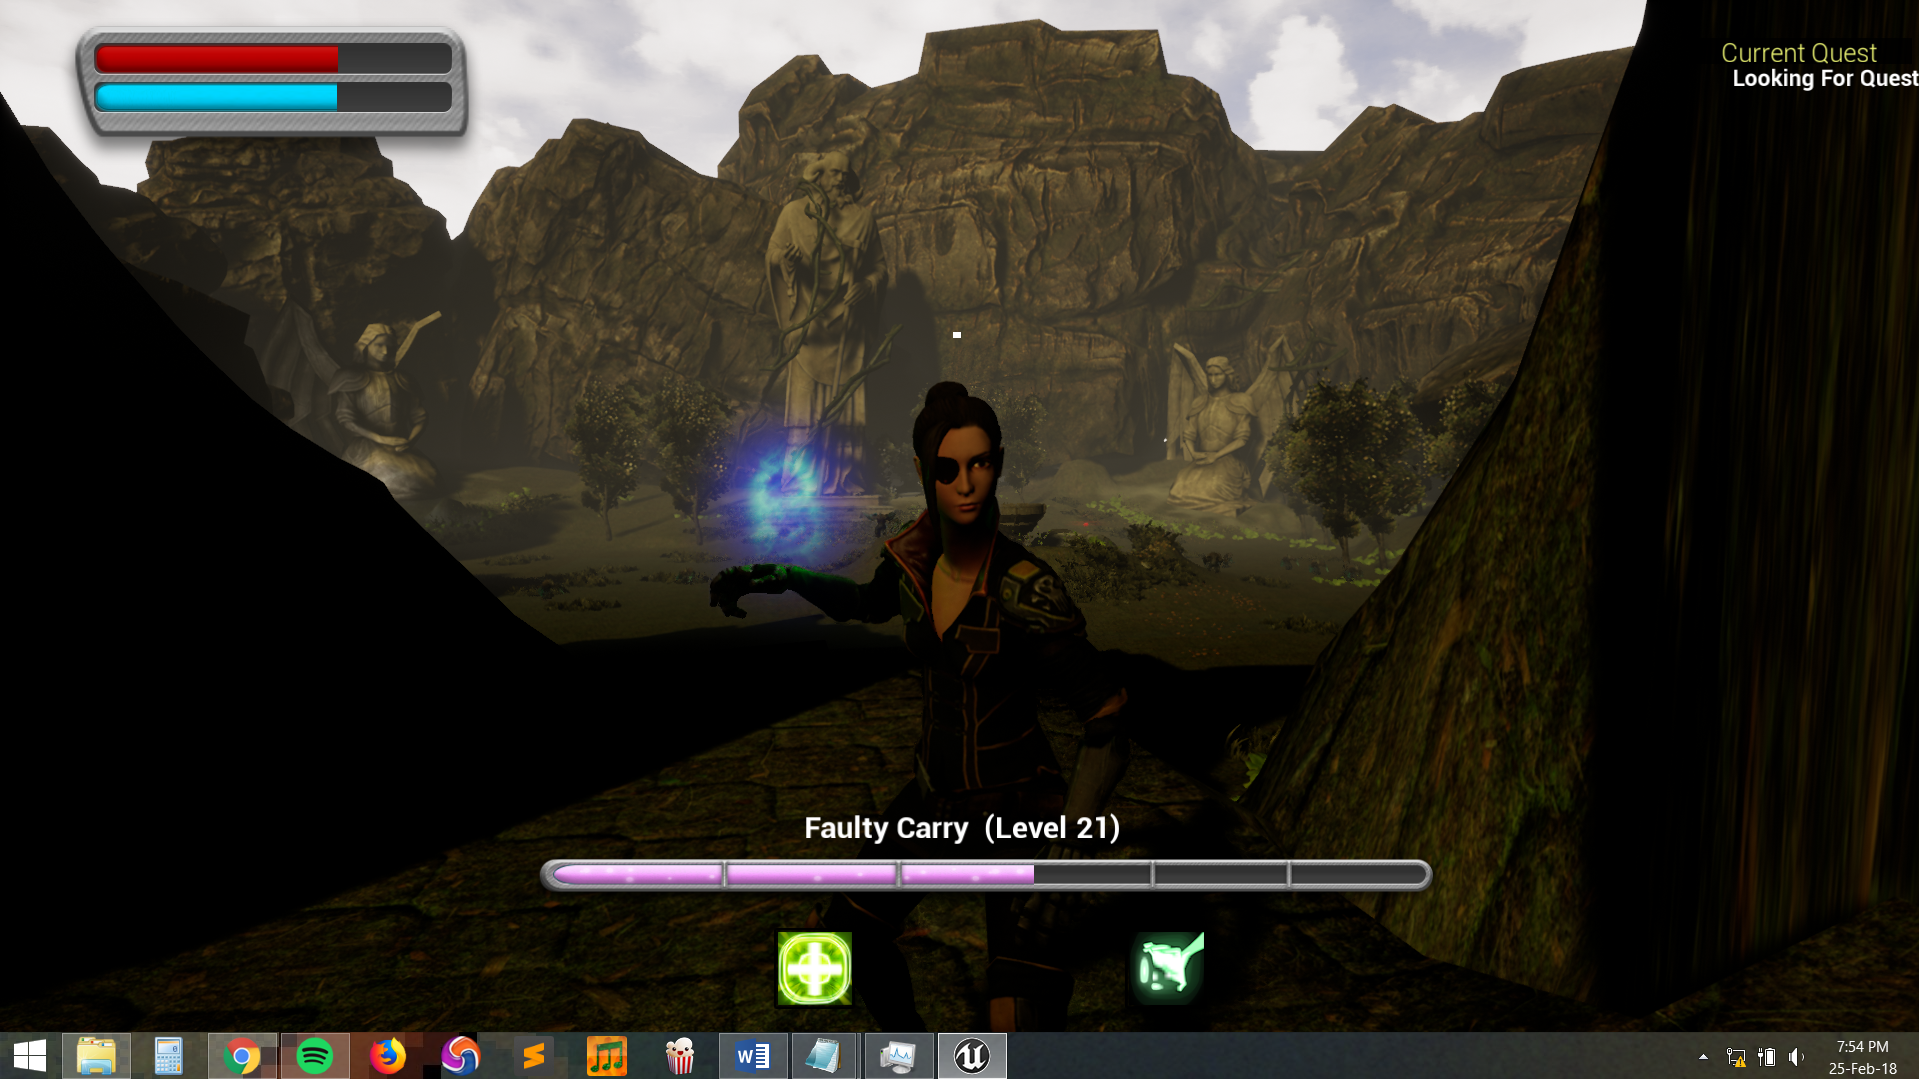 Current Quest
Looking For Quest
Faulty Carry (Level 21)
7:54 PM
25-Feb-18